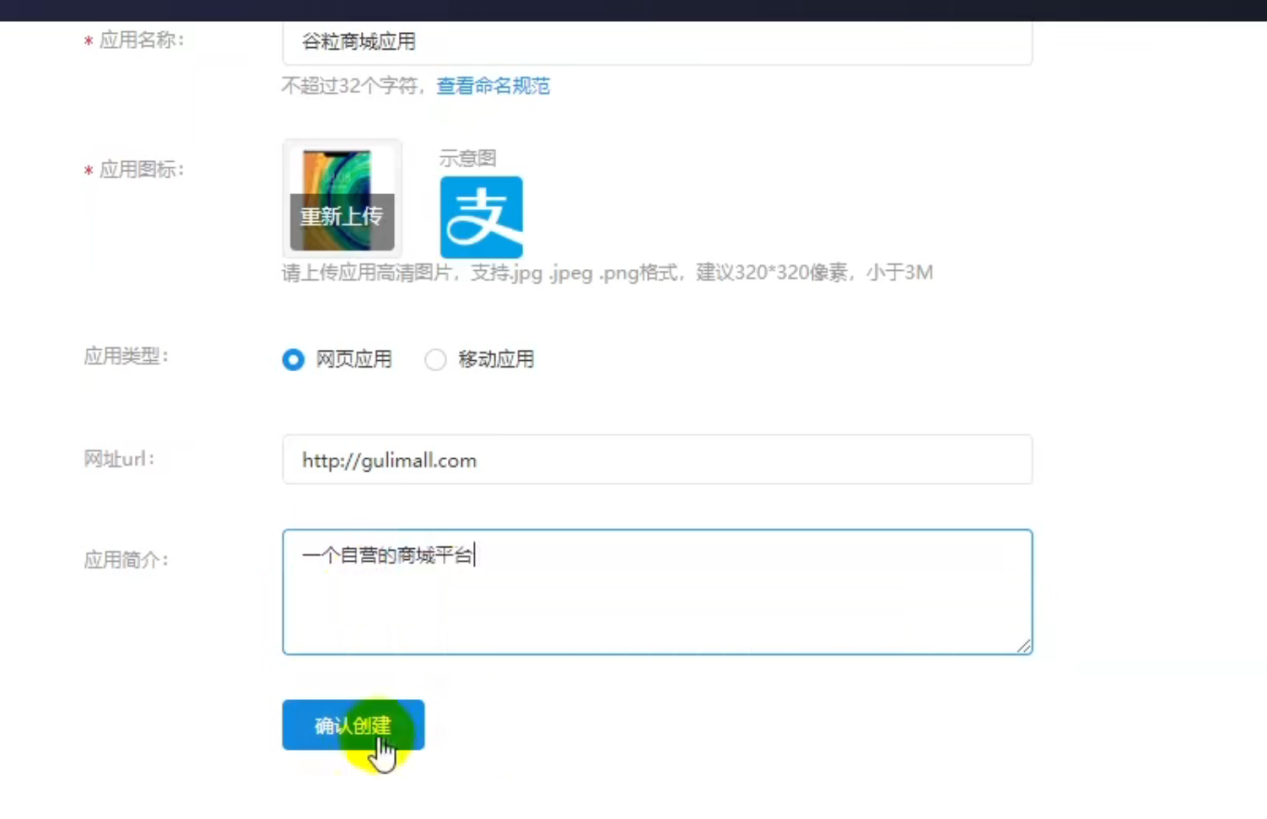 * 应用名称：
谷粒商城应用
不超过32个字符，查看命名规范
* 应用图标：
重新上传
示意图
支
请上传应用高清图片，支持.jpg .jpeg .png格式，建议320*320像素，小于3M
应用类型：
网页应用 移动应用
网址url：
http://gulimall.com
应用简介：
一个自营的商城平台
确认创建